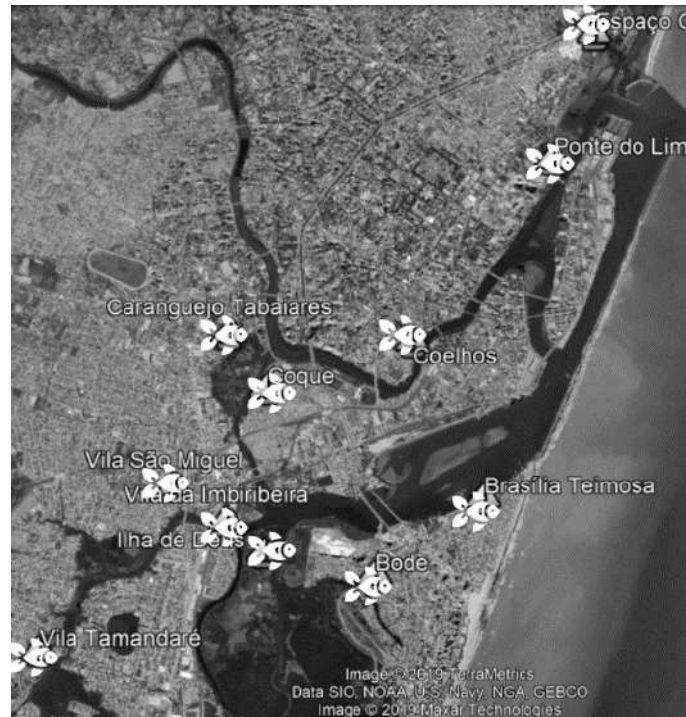 Espaço C
Ponte do Lim
Caranguejo Tabaiares
Coelhos
Coque
Vila São Miguel
Brasília Teimosa
Vila da Imbiribeira
Ilha de Deus
Bode
Vila Tamandaré
Image © 2019 TerraMetrics
Data SIO, NOAA, U.S. Navy, NGA, GEBCO
Image © 2019 Maxar Technologies